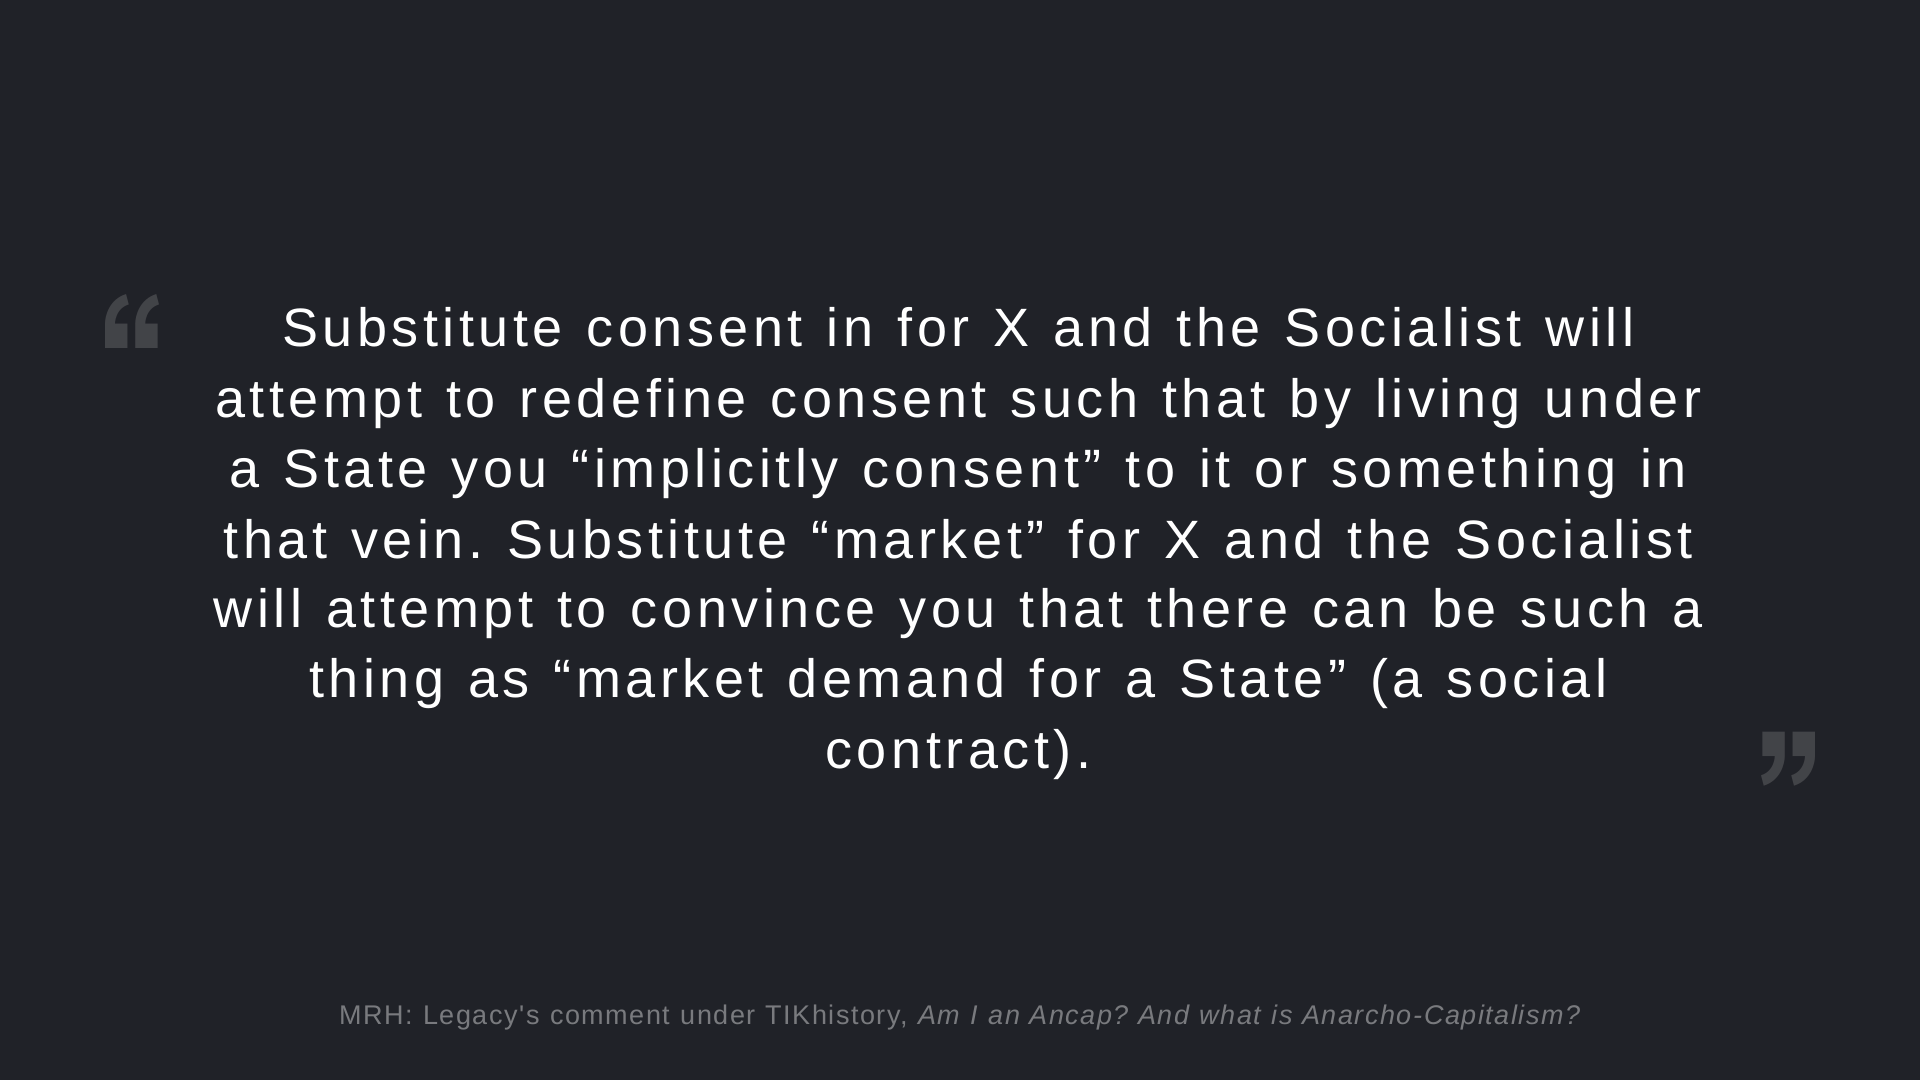 “
Substitute consent in for X and the Socialist will
attempt to redefine consent such that by living under
a State you “implicitly consent” to it or something in
that vein. Substitute “market” for X and the Socialist
will attempt to convince you that there can be such a
thing as “market demand for a State” (a social
contract).
”
MRH: Legacy's comment under TIKhistory, Am I an Ancap? And what is Anarcho-Capitalism?